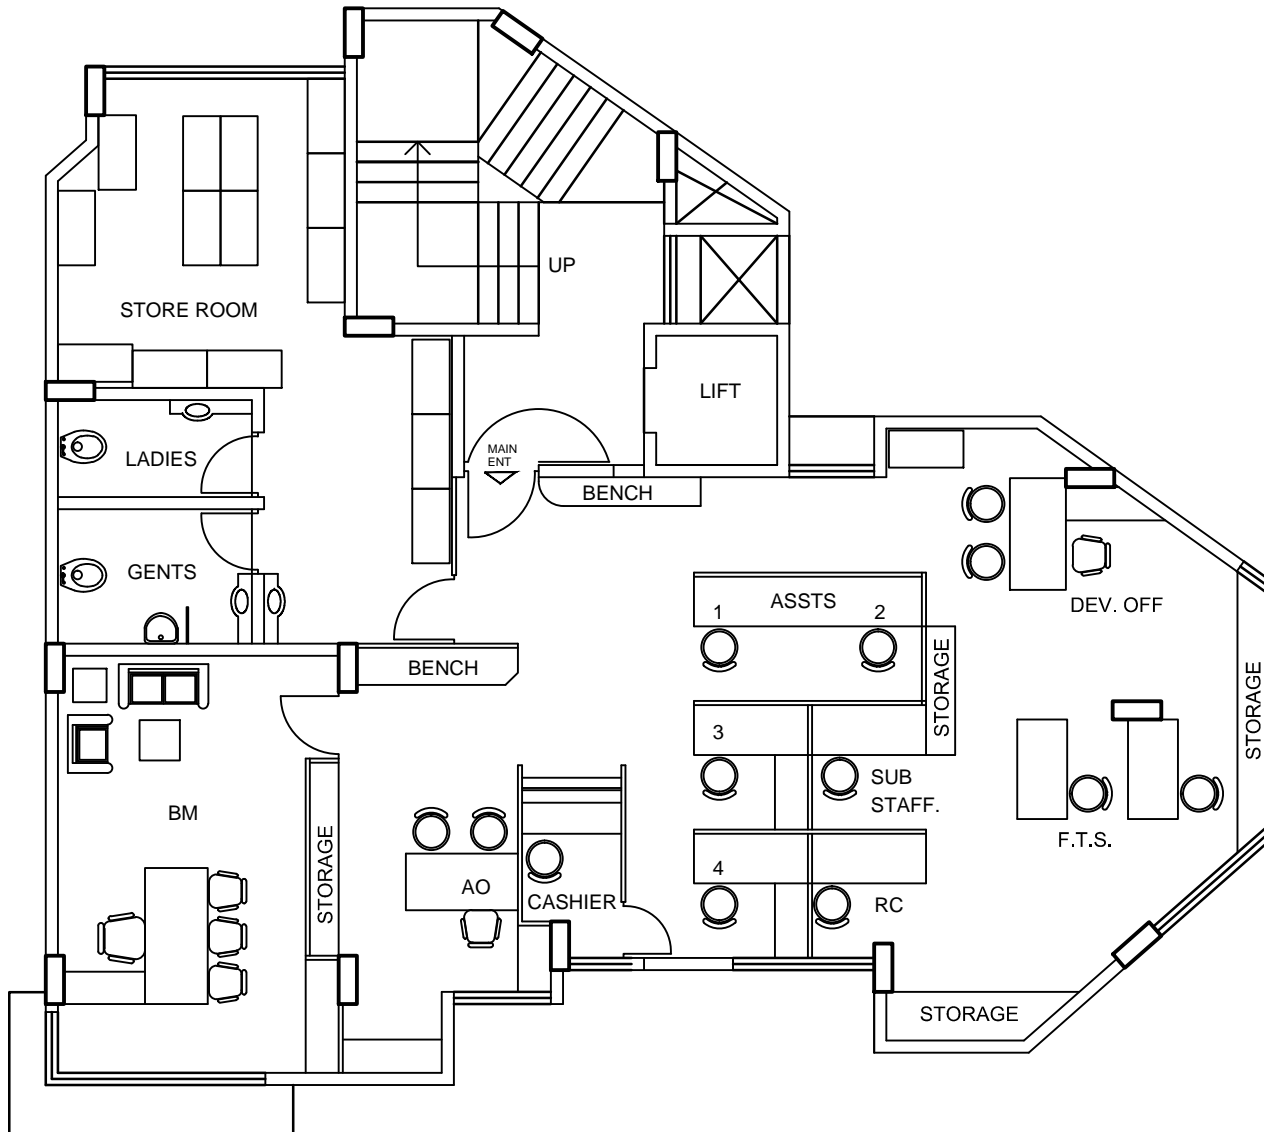 UP
STORE ROOM
LIFT
MAIN
ENT
LADIES
BENCH
GENTS
1
ASSTS
2
DEV. OFF
BENCH
STORAGE
STORAGE
3
SUB
STAFF.
BM
F.T.S.
STORAGE
4
AO
CASHIER
RC
STORAGE